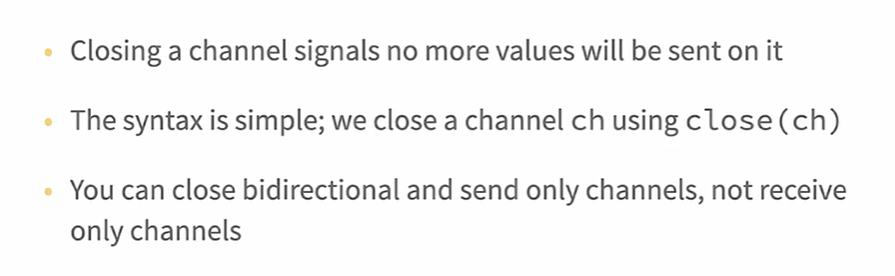 • Closing a channel signals no more values will be sent on it
• The syntax is simple; we close a channel ch using close(ch)
• You can close bidirectional and send only channels, not receive
only channels